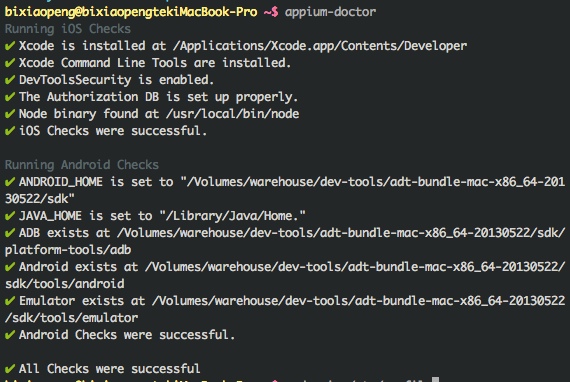 bixiaopeng@bixiaopengtekiMacBook-Pro ~$ appium-doctor
Running iOS Checks
✔ Xcode is installed at /Applications/Xcode.app/Contents/Developer
✔ Xcode Command Line Tools are installed.
✔ DevToolsSecurity is enabled.
✔ The Authorization DB is set up properly.
✔ Node binary found at /usr/local/bin/node
✔ iOS Checks were successful.
Running Android Checks
✔ ANDROID_HOME is set to "/Volumes/warehouse/dev-tools/adt-bundle-mac-x86_64-201
30522/sdk"
✔ JAVA_HOME is set to "/Library/Java/Home."
✔ ADB exists at /Volumes/warehouse/dev-tools/adt-bundle-mac-x86_64-20130522/sdk/
platform-tools/adb
✔ Android exists at /Volumes/warehouse/dev-tools/adt-bundle-mac-x86_64-20130522/
sdk/tools/android
✔ Emulator exists at /Volumes/warehouse/dev-tools/adt-bundle-mac-x86_64-20130522
/sdk/tools/emulator
✔ Android Checks were successful.
✔ All Checks were successful